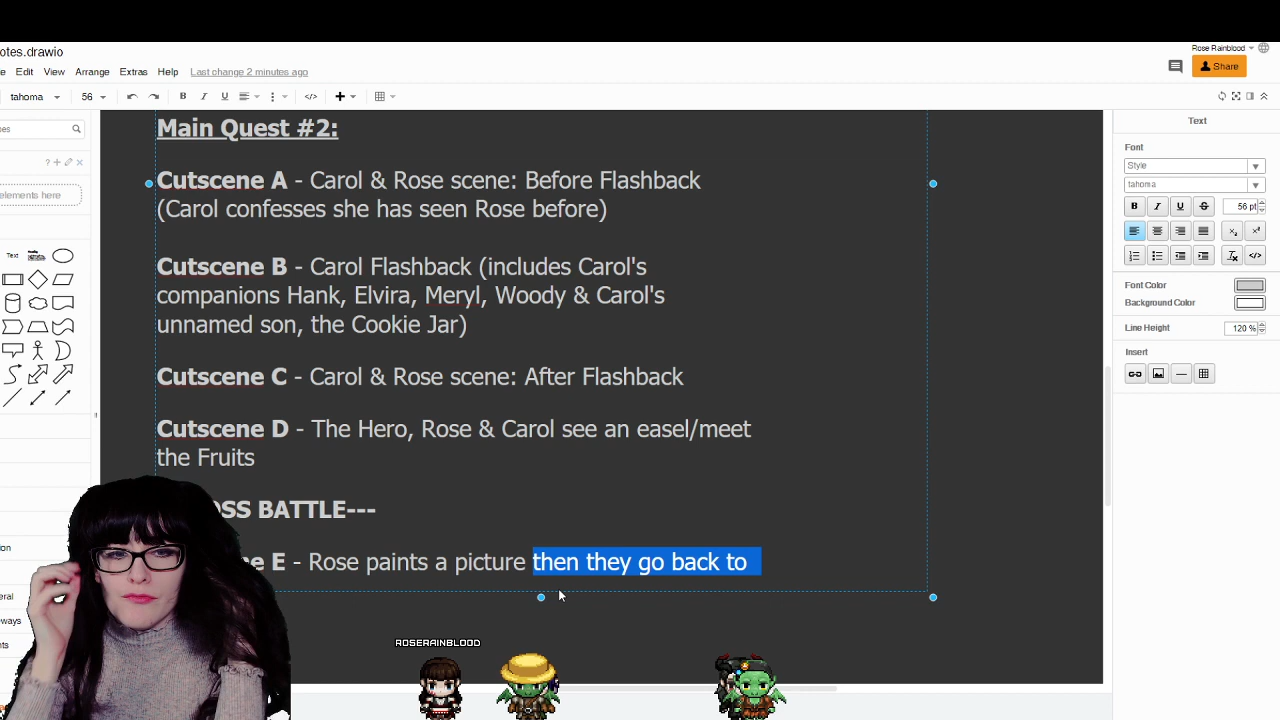 otes.drawio
Rose Rainblood
e Edit View Arrange Extras Help Last change 2 minutes ago
Share
tahoma 56
Text
es
Main Quest #2:
Cutscene A - Carol & Rose scene: Before Flashback
(Carol confesses she has seen Rose before)
Cutscene B - Carol Flashback (includes Carol's
companions Hank, Elvira, Meryl, Woody & Carol's
unnamed son, the Cookie Jar)
Cutscene C - Carol & Rose scene: After Flashback
Cutscene D - The Hero, Rose & Carol see an easel/meet
the Fruits
OSS BATTLE---
e E - Rose paints a picture then they go back to
elements here
Text
Font
Style
tahoma
B I U S 56 pt
Font Color
Background Color
Line Height 120 %
Insert
ion
eral
ways
nts
ROSERAINBLOOD